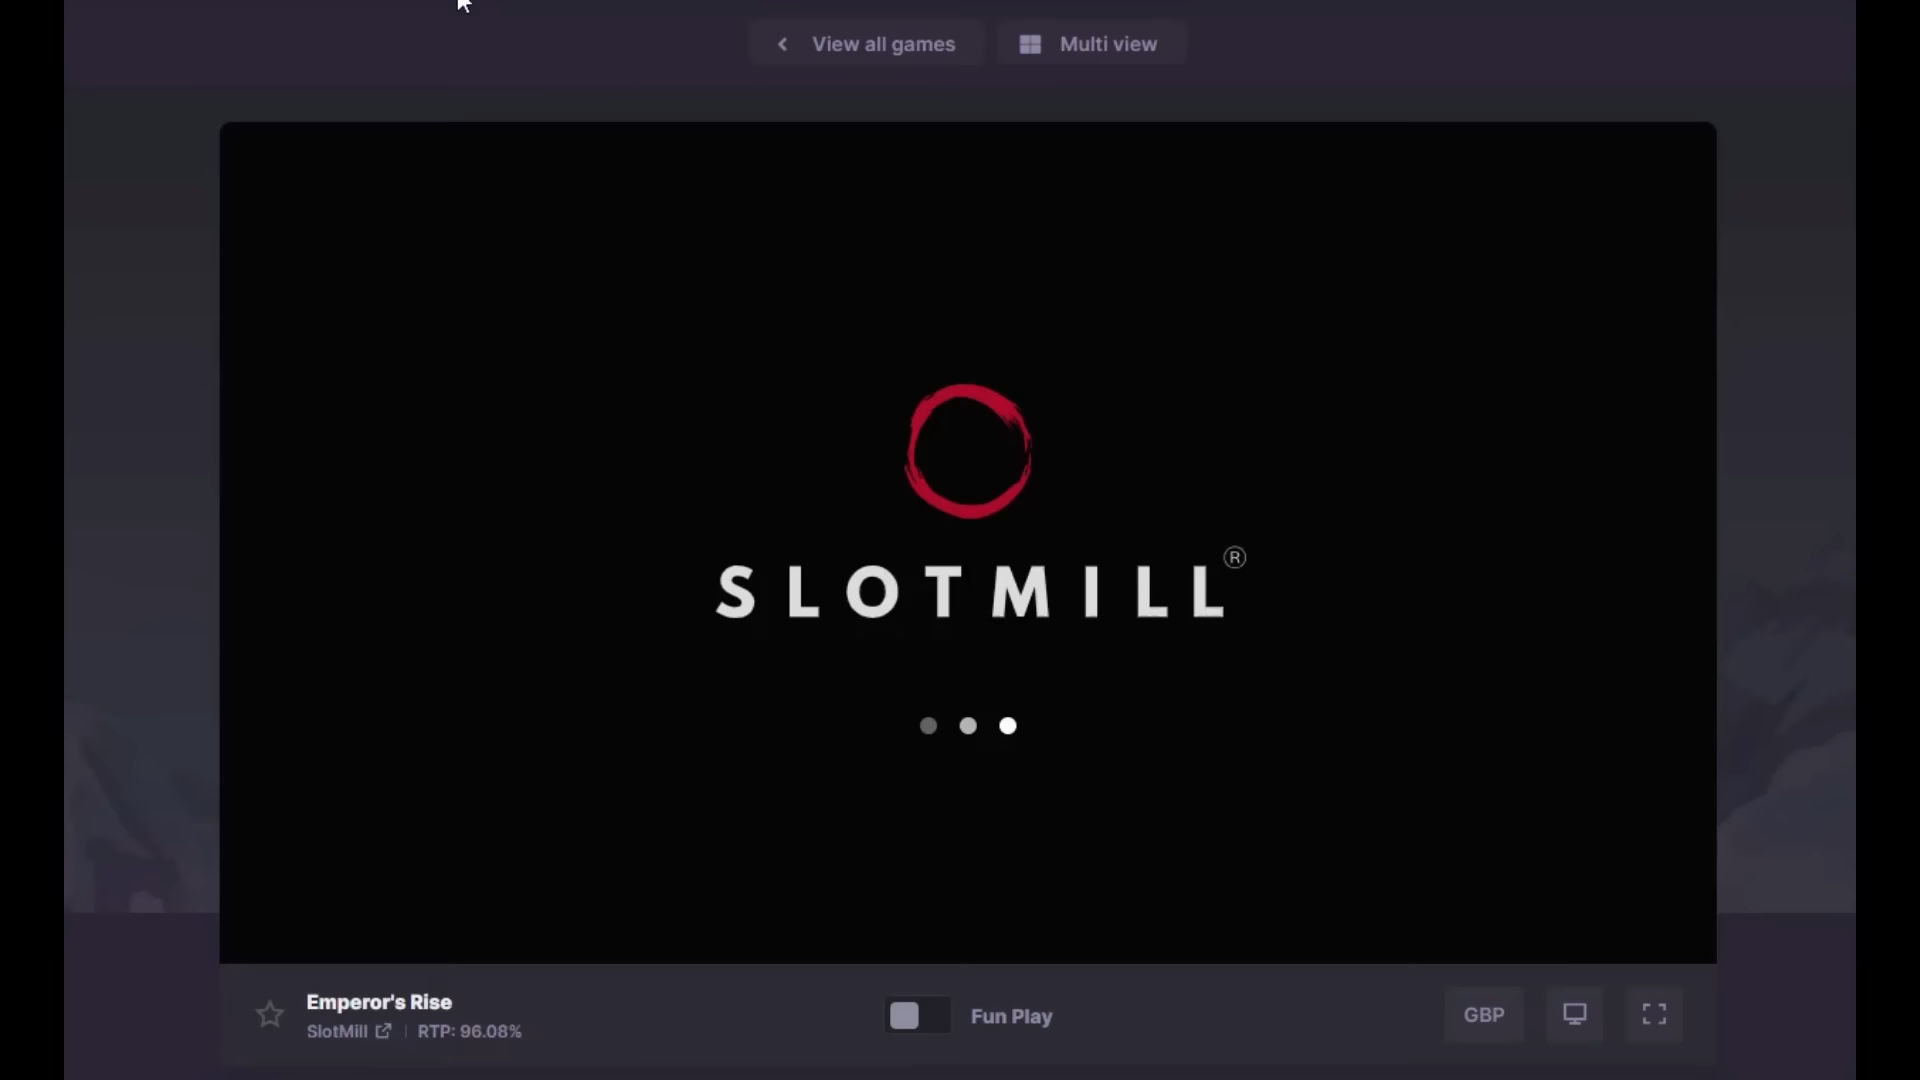 View all games
Multi view
SLOTMILL®
Emperor's Rise
SlotMill | RTP: 96.08%
Fun Play
GBP